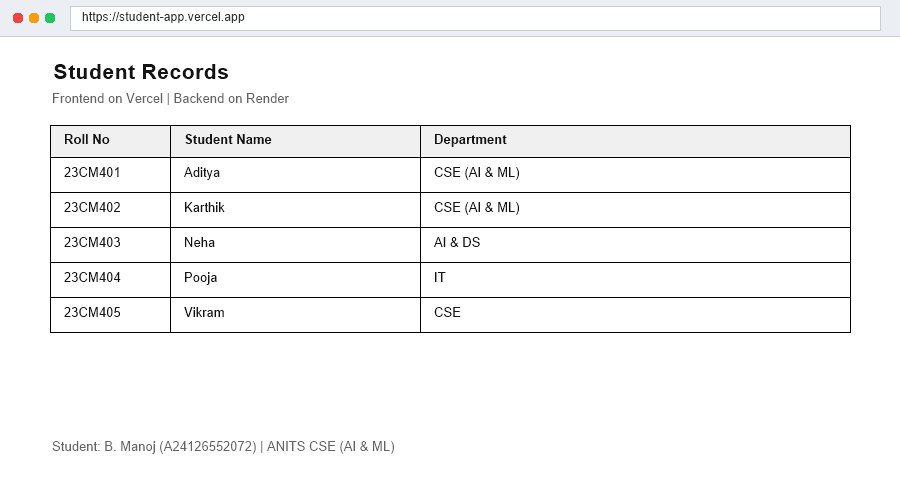 https://student-app.vercel.app
Student Records
Frontend on Vercel | Backend on Render
Roll No Student Name Department
23CM401 Aditya CSE (AI & ML)
23CM402 Karthik CSE (AI & ML)
23CM403 Neha AI & DS
23CM404 Pooja IT
23CM405 Vikram CSE
Student: B. Manoj (A24126552072) | ANITS CSE (AI & ML)